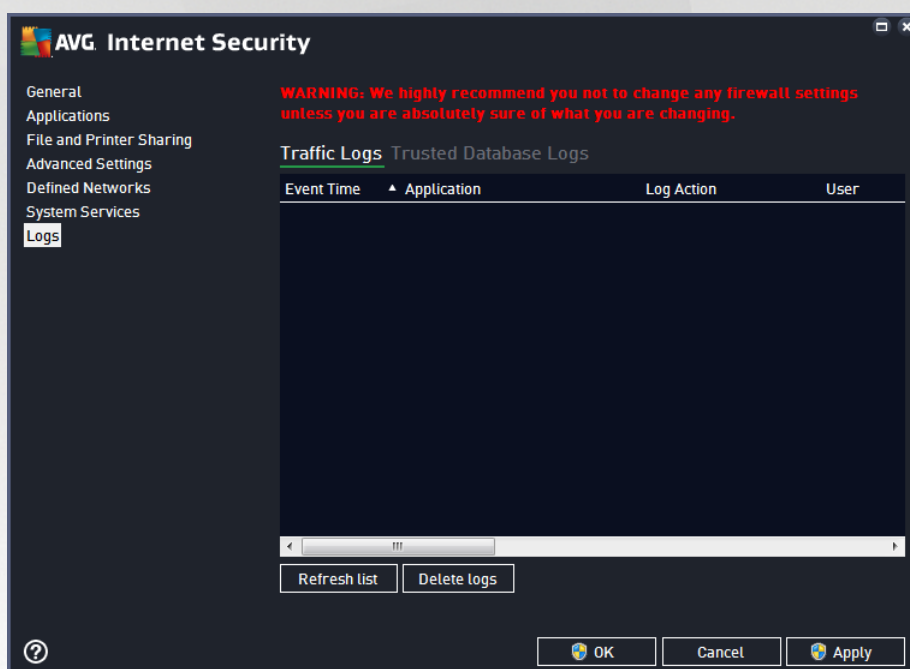 AVG. Internet Security
General
Applications
File and Printer Sharing
Advanced Settings
Defined Networks
System Services
Logs
WARNING: We highly recommend you not to change any firewall settings
unless you are absolutely sure of what you are changing.
Traffic Logs Trusted Database Logs
Event Time Application Log Action User
Refresh list Delete logs
OK Cancel Apply